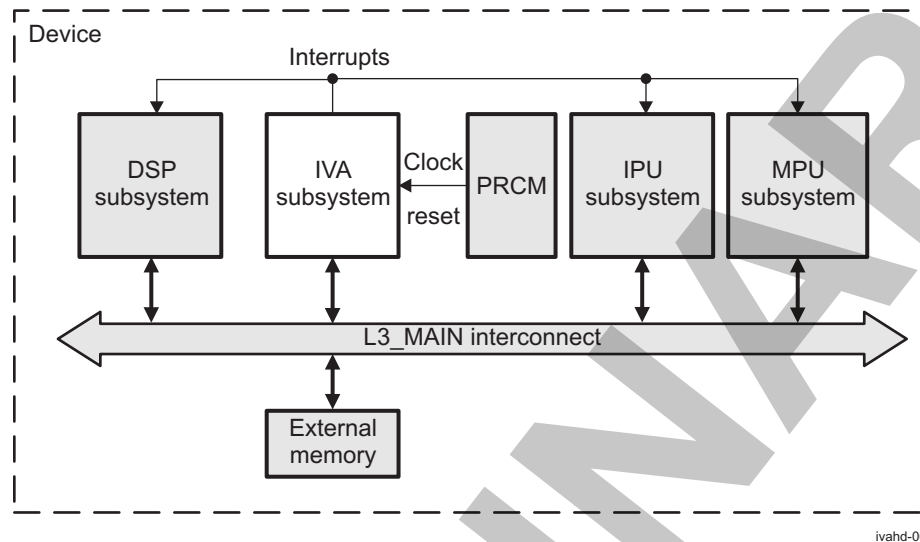 Device
Interrupts
DSP
subsystem
IVA
subsystem
Clock
reset
PRCM
IPU
subsystem
MPU
subsystem
L3_MAIN interconnect
External
memory
ivahd-0